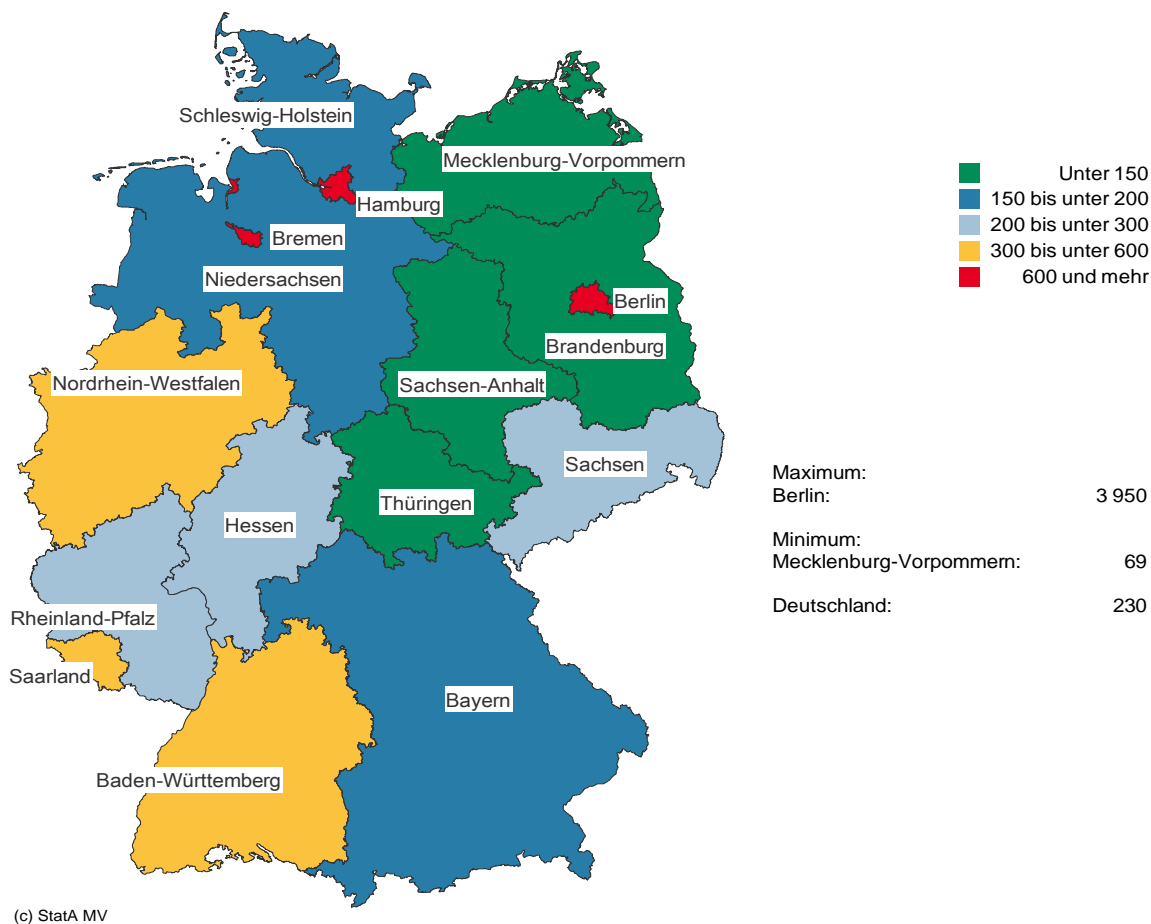 Schleswig-Holstein
Mecklenburg-Vorpommern
Hamburg
Bremen
Niedersachsen
Berlin
Brandenburg
Nordrhein-Westfalen
Sachsen-Anhalt
Sachsen
Thüringen
Hessen
Rheinland-Pfalz
Saarland
Bayern
Baden-Württemberg
Unter 150
150 bis unter 200
200 bis unter 300
300 bis unter 600
600 und mehr
Maximum:
Berlin: 3 950
Minimum:
Mecklenburg-Vorpommern: 69
Deutschland: 230
(c) StatA MV